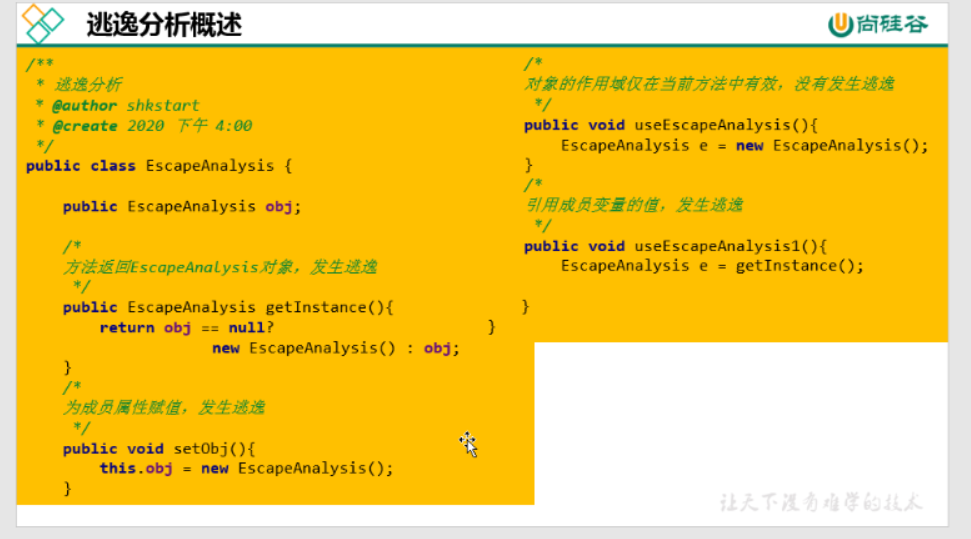 逃逸分析概述
尚硅谷
/**
 * 逃逸分析
 * @author shkstart
 * @create 2020 下午 4:00
 */
public class EscapeAnalysis {
public EscapeAnalysis obj;
/*
方法返回EscapeAnalysis对象，发生逃逸
 */
public EscapeAnalysis getInstance(){
return obj == null?
new EscapeAnalysis() : obj;
}
/*
为成员属性赋值，发生逃逸
 */
public void setObj(){
this.obj = new EscapeAnalysis();
}
/*
对象的作用域仅在当前方法中有效，没有发生逃逸
 */
public void useEscapeAnalysis(){
EscapeAnalysis e = new EscapeAnalysis();
}
/*
引用成员变量的值，发生逃逸
 */
public void useEscapeAnalysis1(){
EscapeAnalysis e = getInstance();
}
}
让天下没有难学的技术